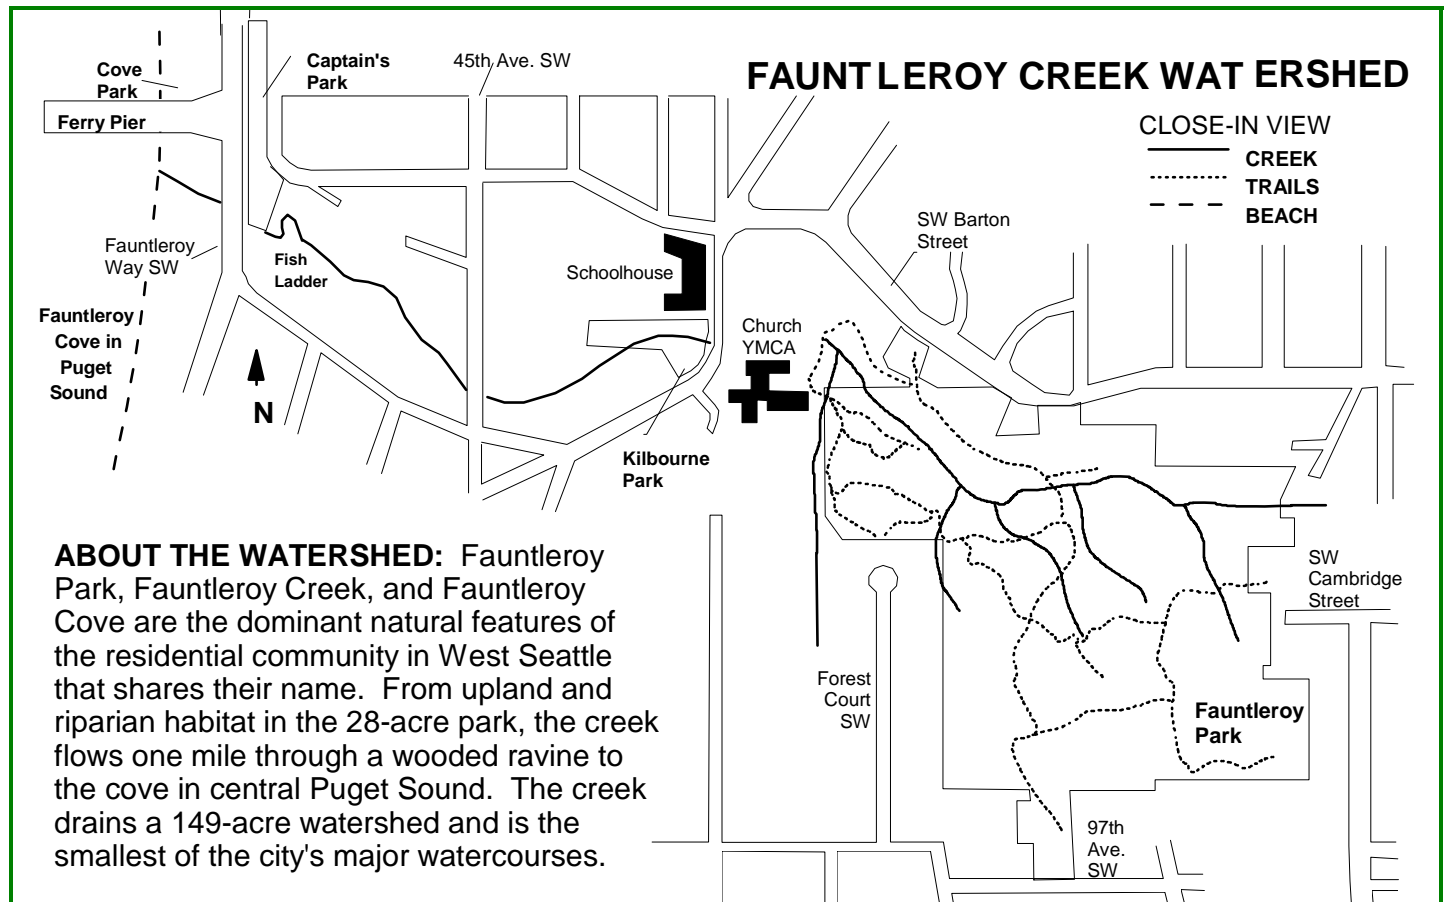 FAUNTLEROY CREEK WATERSHED
CLOSE-IN VIEW
CREEK
TRAILS
BEACH
Cove
Park
Captain's
Park
45th Ave. SW
Ferry Pier
Fauntleroy
Way SW
Fish
Ladder
Schoolhouse
SW Barton
Street
Fauntleroy
Cove in
Puget
Sound
N
Church
YMCA
Kilbourne
Park
SW
Cambridge
Street
Forest
Court
SW
Fauntleroy
Park
97th
Ave.
SW
ABOUT THE WATERSHED: Fauntleroy
Park, Fauntleroy Creek, and Fauntleroy
Cove are the dominant natural features of
the residential community in West Seattle
that shares their name. From upland and
riparian habitat in the 28-acre park, the creek
flows one mile through a wooded ravine to
the cove in central Puget Sound. The creek
drains a 149-acre watershed and is the
smallest of the city's major watercourses.